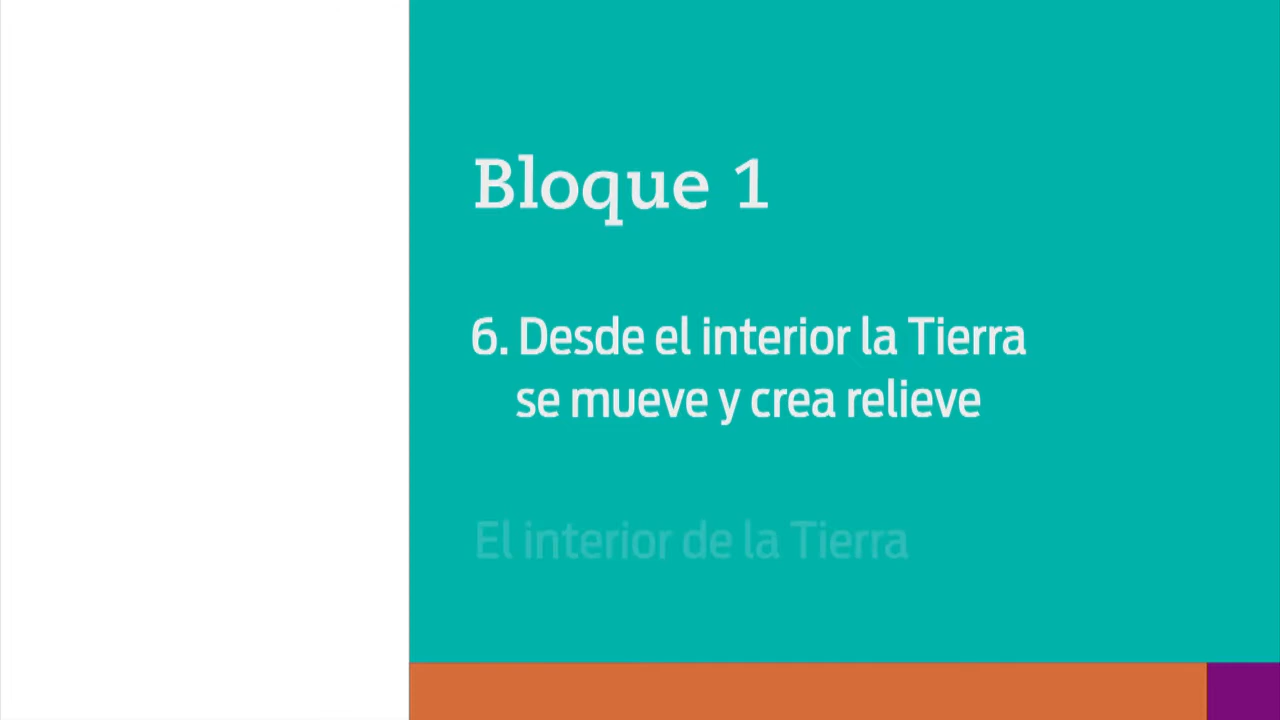 Bloque 1
6. Desde el interior la Tierra
se mueve y crea relieve
El interior de la Tierra